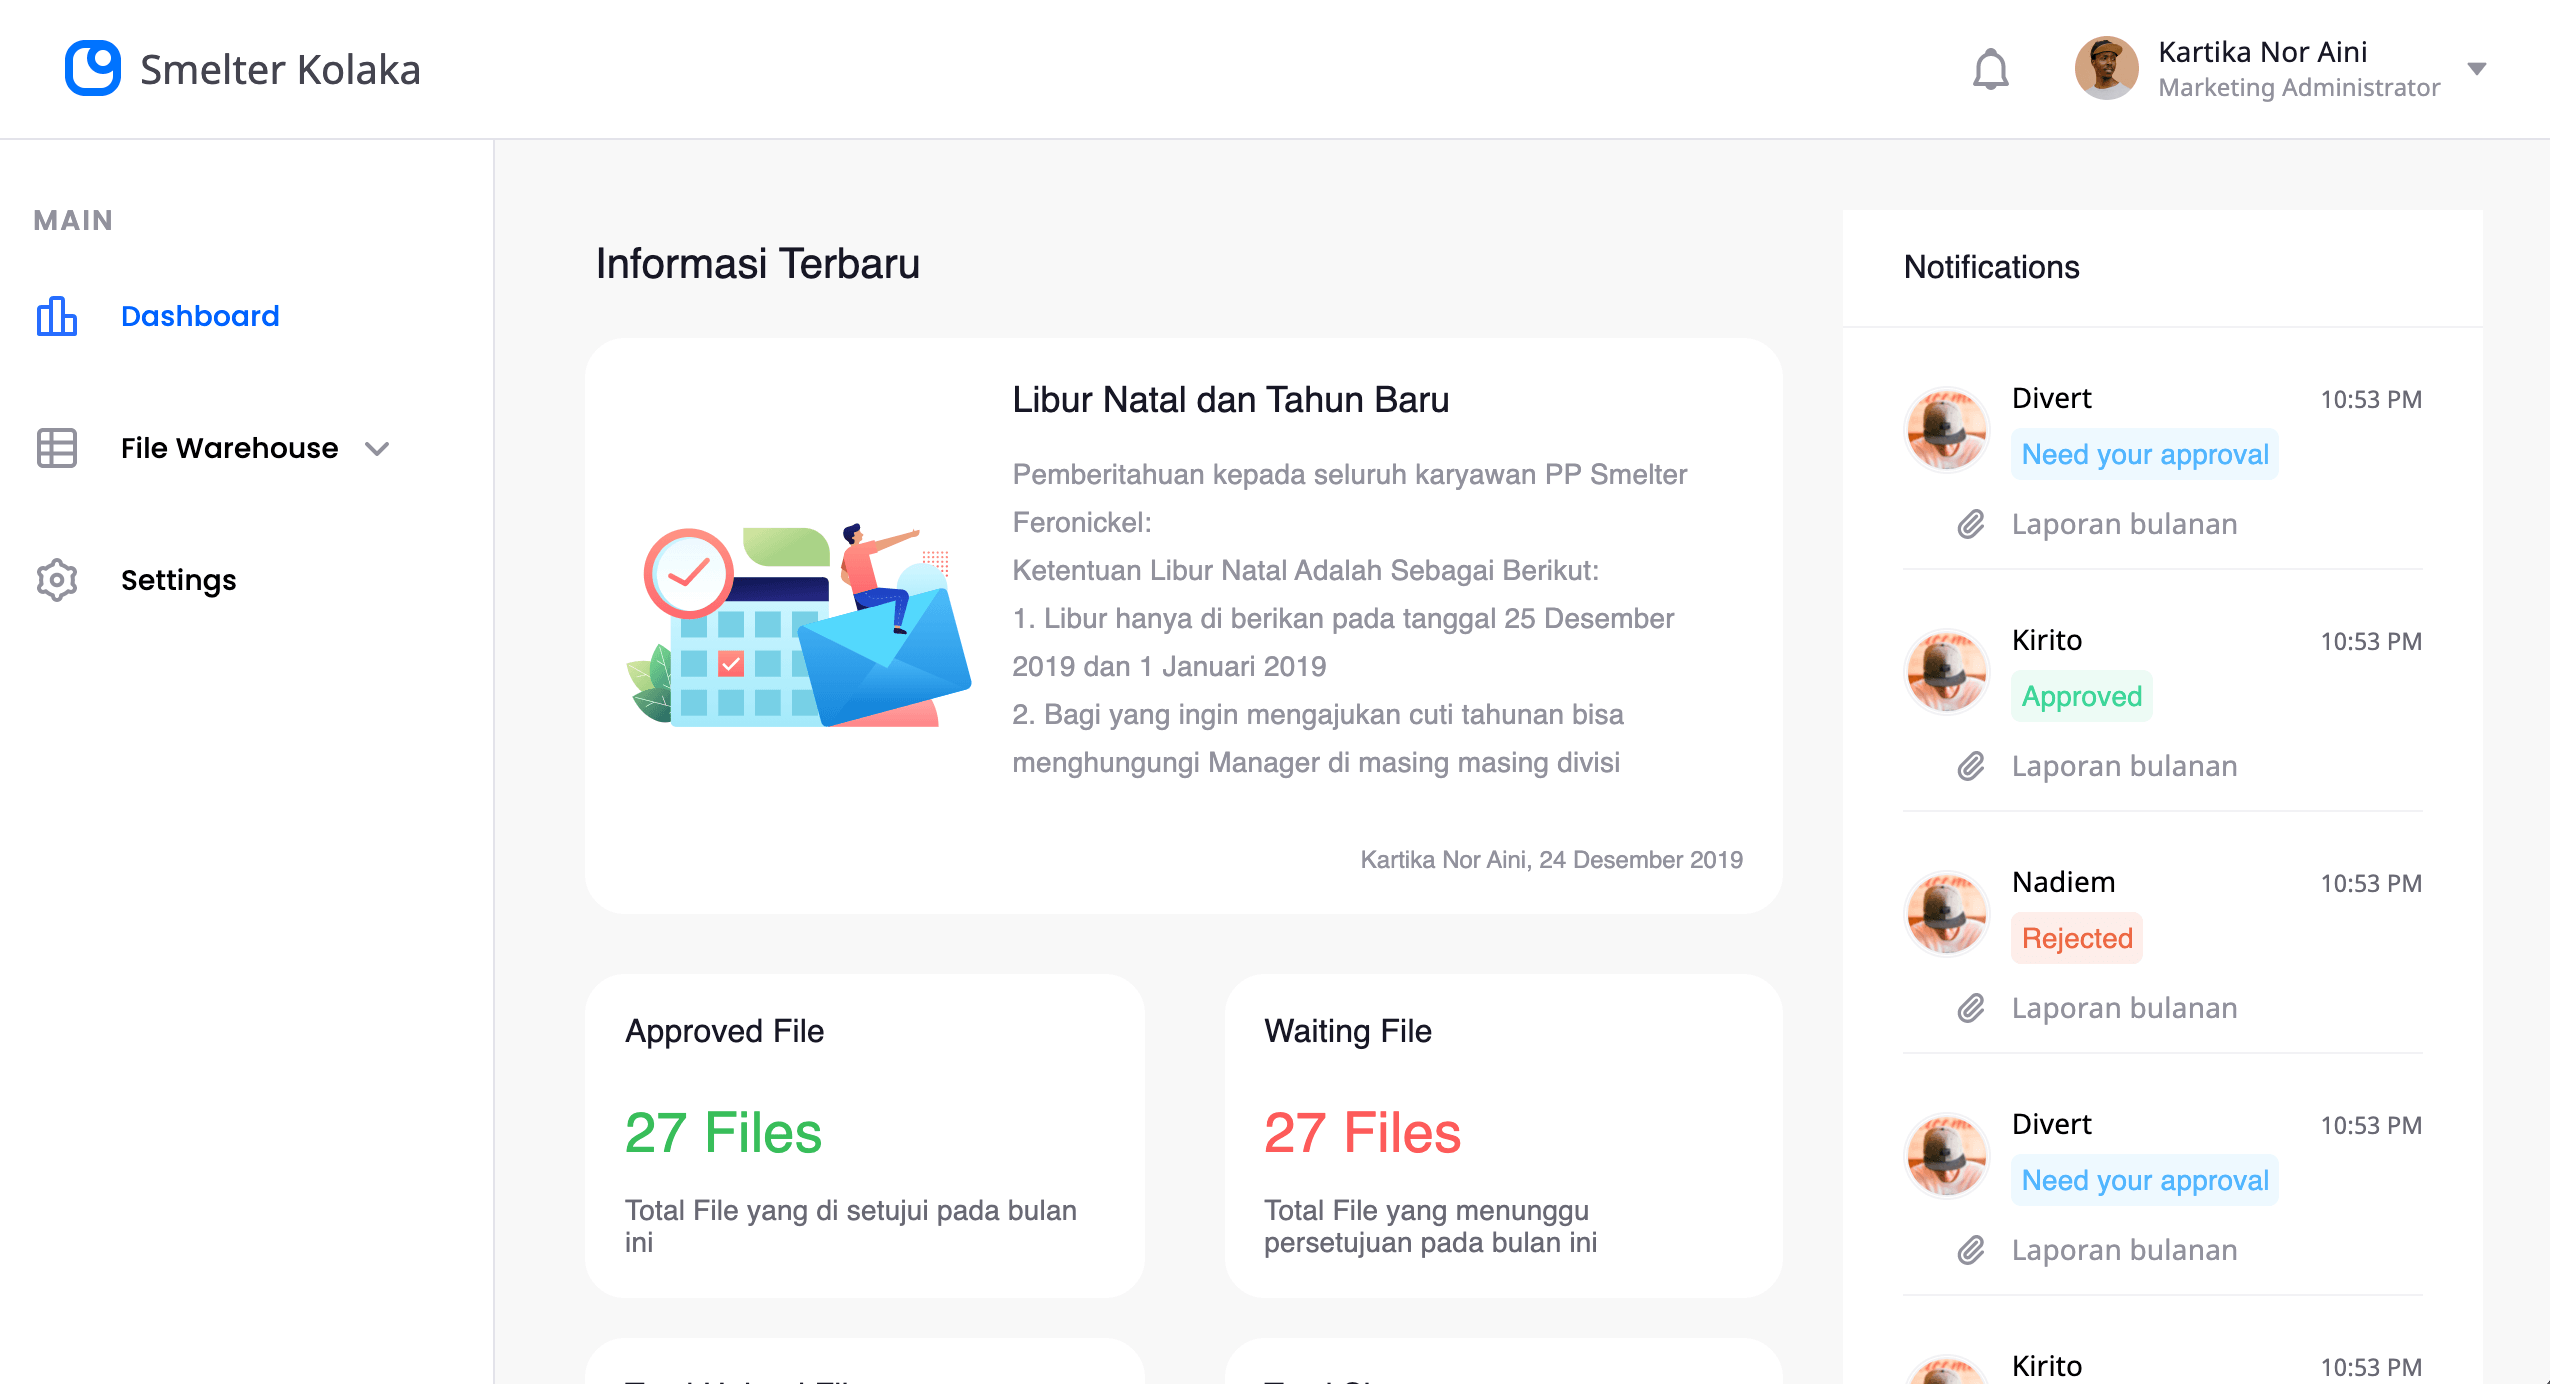 Smelter Kolaka
Kartika Nor Aini
Marketing Administrator
MAIN
Dashboard
File Warehouse
Settings
Informasi Terbaru
Libur Natal dan Tahun Baru
Pemberitahuan kepada seluruh karyawan PP Smelter
Feronickel:
Ketentuan Libur Natal Adalah Sebagai Berikut:
1. Libur hanya di berikan pada tanggal 25 Desember
2019 dan 1 Januari 2019
2. Bagi yang ingin mengajukan cuti tahunan bisa
menghungungi Manager di masing masing divisi
Kartika Nor Aini, 24 Desember 2019
Approved File
27 Files
Total File yang di setujui pada bulan
ini
Waiting File
27 Files
Total File yang menunggu
persetujuan pada bulan ini
Notifications
Divert
10:53 PM
Need your approval
Laporan bulanan
Kirito
10:53 PM
Approved
Laporan bulanan
Nadiem
10:53 PM
Rejected
Laporan bulanan
Divert
10:53 PM
Need your approval
Laporan bulanan
Kirito
10:53 PM